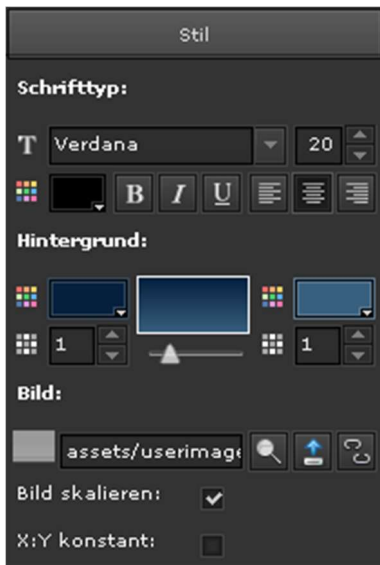 Stil
Schrifttyp:
T Verdana 20
B I U
Hintergrund:
1 1
Bild:
assets/userimage
Bild skalieren:
X:Y konstant: